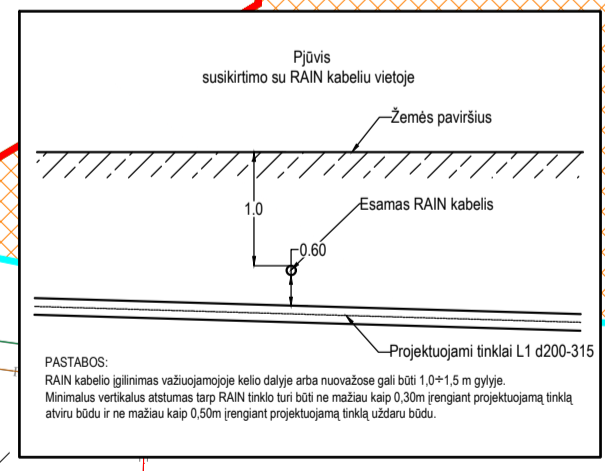 Pjūvis
susikirtimo su RAIN kabeliu vietoje
Žemės paviršius
1.0
Esamas RAIN kabelis
0.60
Projektuojami tinklai L1 d200-315
PASTABOS:
RAIN kabelio įgilinimas važiuojamojoje kelio dalyje arba nuovažose gali būti 1,0÷1,5 m gylyje.
Minimalus vertikalus atstumas tarp RAIN tinklo turi būti ne mažiau kaip 0,30m įrengiant projektuojamą tinklą
atviru būdu ir ne mažiau kaip 0,50m įrengiant projektuojamą tinklą uždaru būdu.